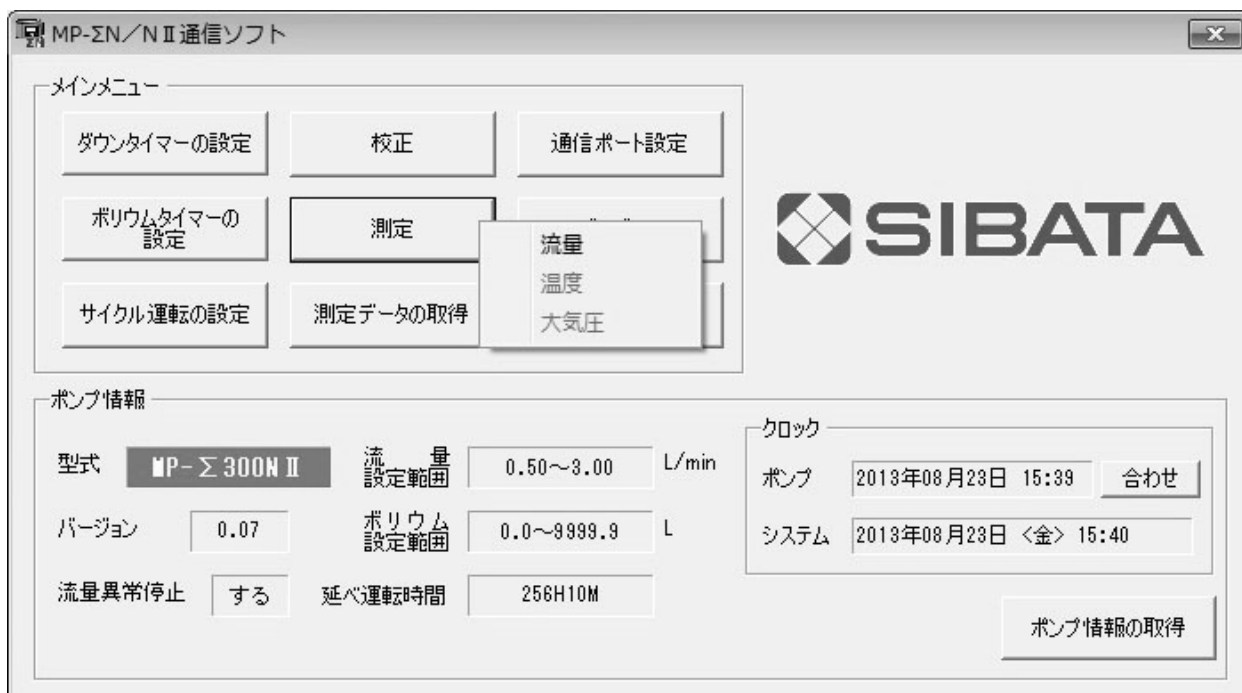 MP-ΣN/NⅡ通信ソフト
メインメニュー
ダウンタイマーの設定
校正
通信ポート設定
ボリウムタイマーの
設定
測定
サイクル運転の設定
測定データの取得
流量
温度
大気圧
SIBATA
ポンプ情報
型式
MP-Σ300NⅡ
流量
設定範囲
0.50~3.00
L/min
バージョン
0.07
ボリウム
設定範囲
0.0~9999.9
L
流量異常停止
する
延べ運転時間
256H10M
クロック
ポンプ
2013年08月23日 15:39
合わせ
システム
2013年08月23日 <金> 15:40
ポンプ情報の取得